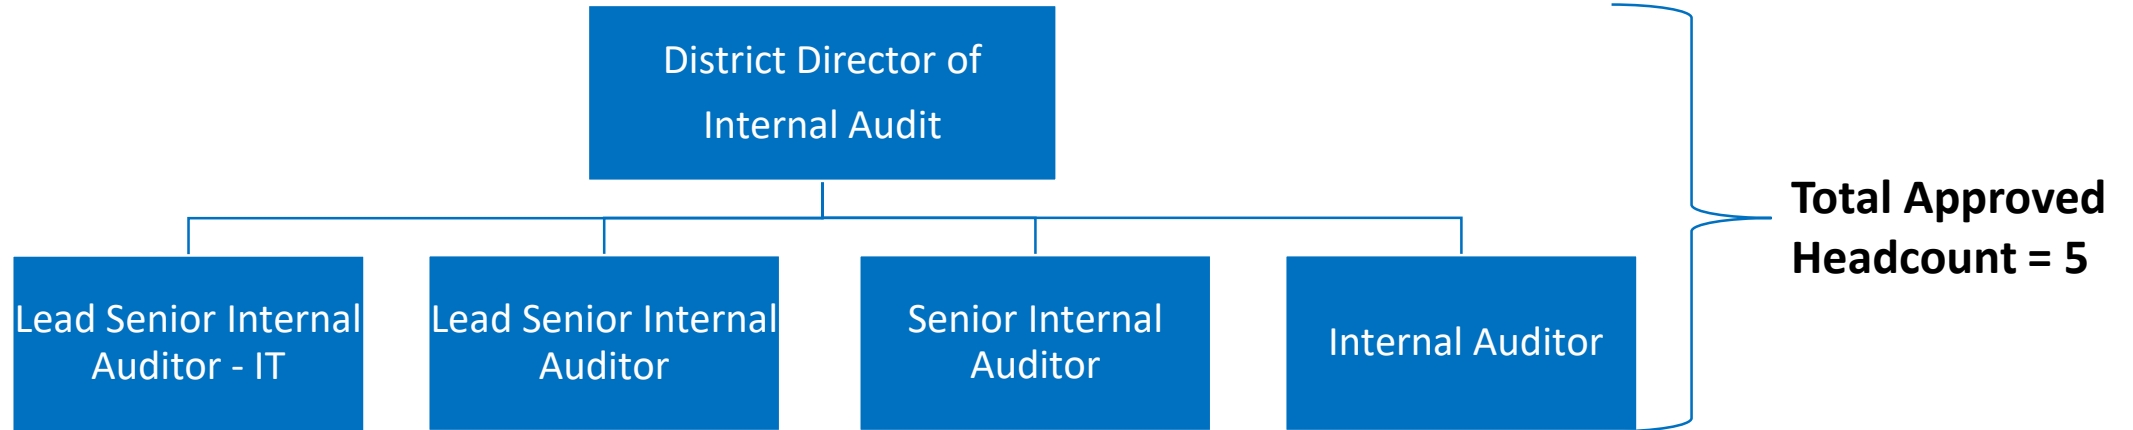 District Director of
Internal Audit
Lead Senior Internal
Auditor - IT
Lead Senior Internal
Auditor
Senior Internal
Auditor
Internal Auditor
Total Approved
Headcount = 5